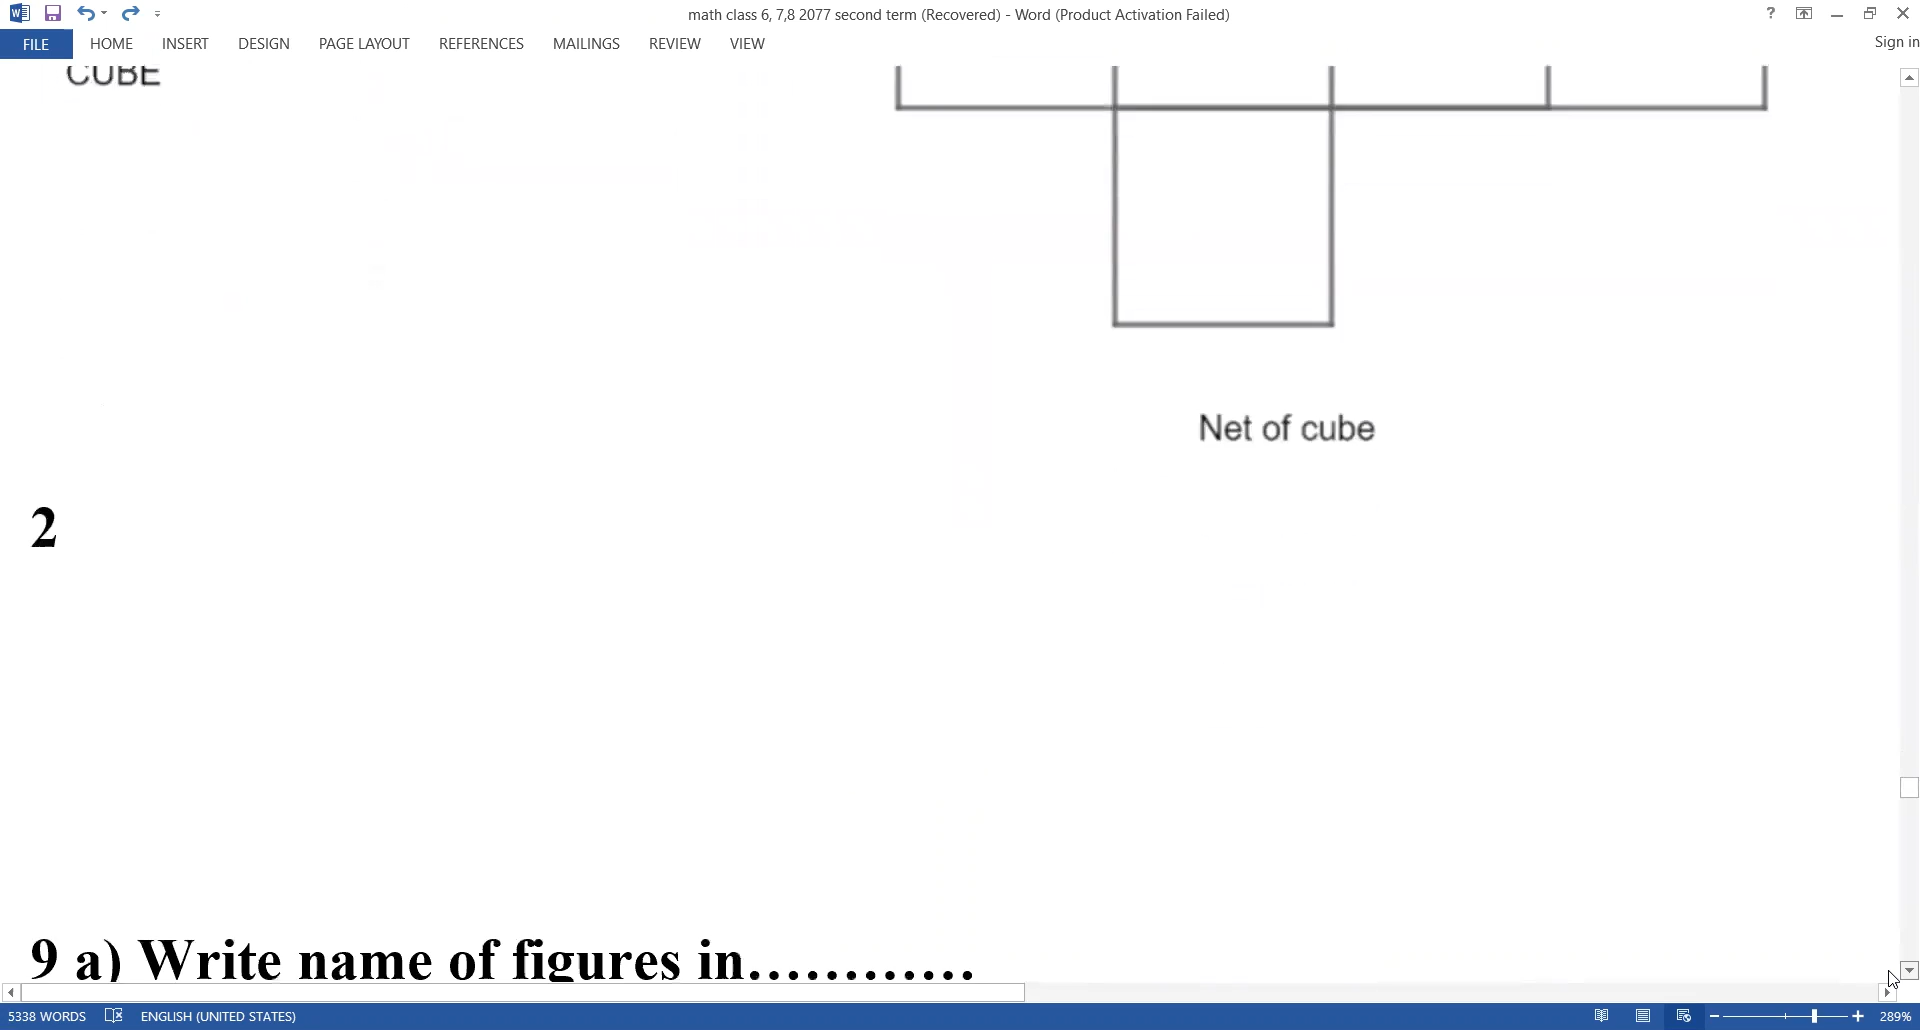 math class 6, 7,8 2077 second term (Recovered) - Word (Product Activation Failed)
?
FILE HOME INSERT DESIGN PAGE LAYOUT REFERENCES MAILINGS REVIEW VIEW
Sign in
CUBE
Net of cube
2
9 a) Write name of figures in............
5338 WORDS ENGLISH (UNITED STATES) 289%